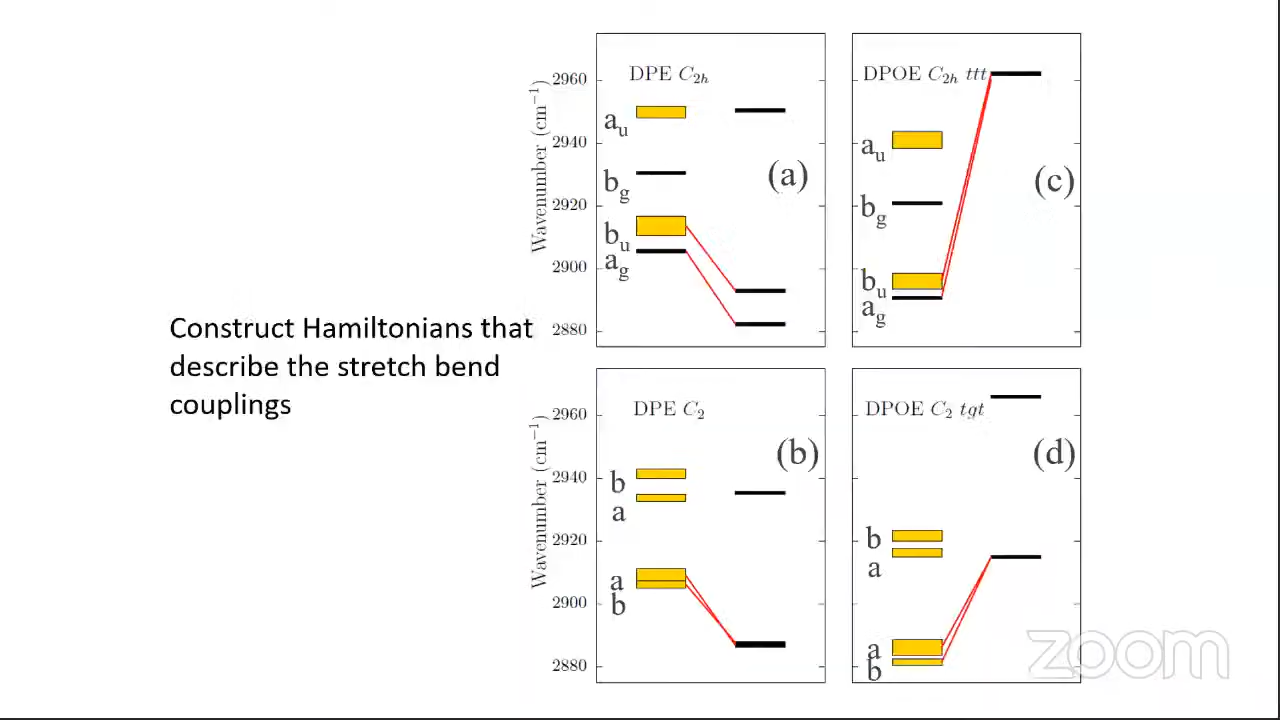 Construct Hamiltonians that
describe the stretch bend
couplings
Wavenumber (cm⁻¹)
2960
2940
2920
2900
2880
DPE C₂ₕ
a_u
b_g
b_u
a_g
(a)
DPOE C₂ₕ ttt
a_u
b_g
b_u
a_g
(c)
Wavenumber (cm⁻¹)
2960
2940
2920
2900
2880
DPE C₂
b
a
a
b
(b)
DPOE C₂ tgt
b
a
a
b
(d)
zoom